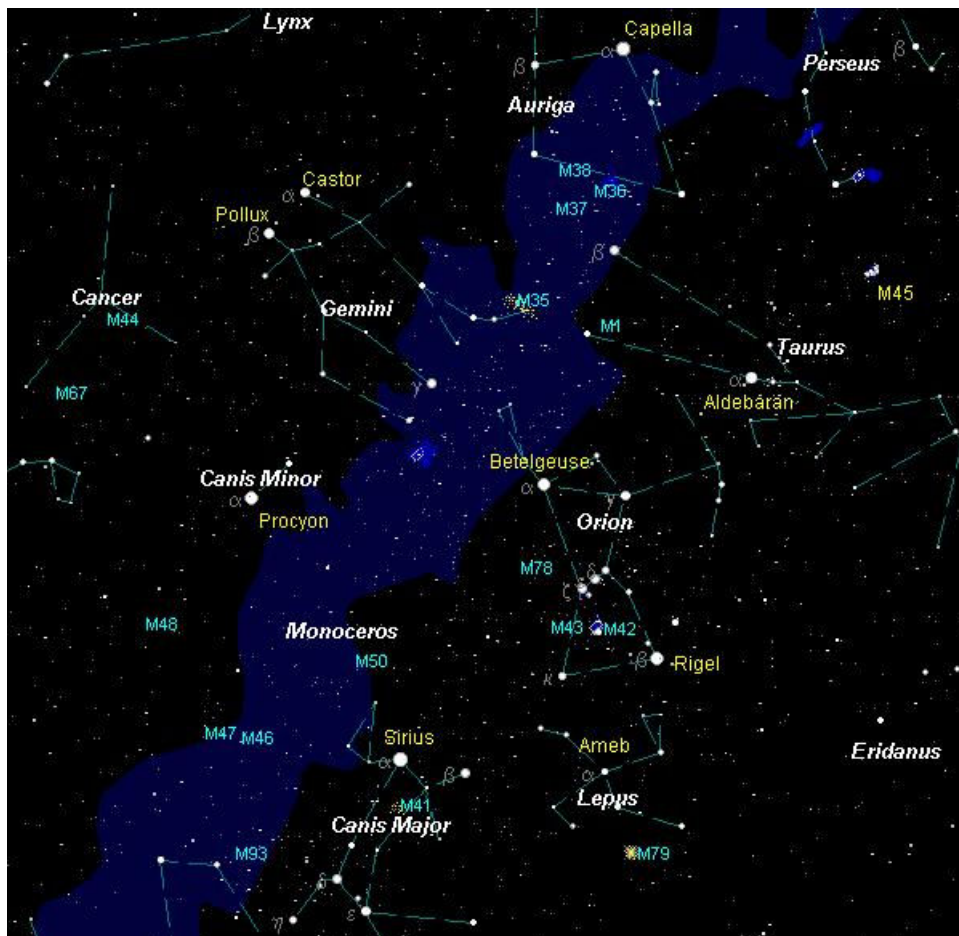 Lynx
Capella
β
α
β
Perseus
Auriga
M38
Castor
α
M36
M37
Pollux
β
β
M45
Cancer
M44
Gemini
M35
M1
Taurus
M67
γ
α
Aldebaran
Betelgeuse
Canis Minor
α
α
γ
Procyon
Orion
M78
δ
ζ
M48
Monoceros
M43
M42
M50
β
Rigel
κ
M47
M46
Sirius
α
β
Ameb
α
Eridanus
M41
Lepus
Canis Major
M93
M79
δ
ε
η